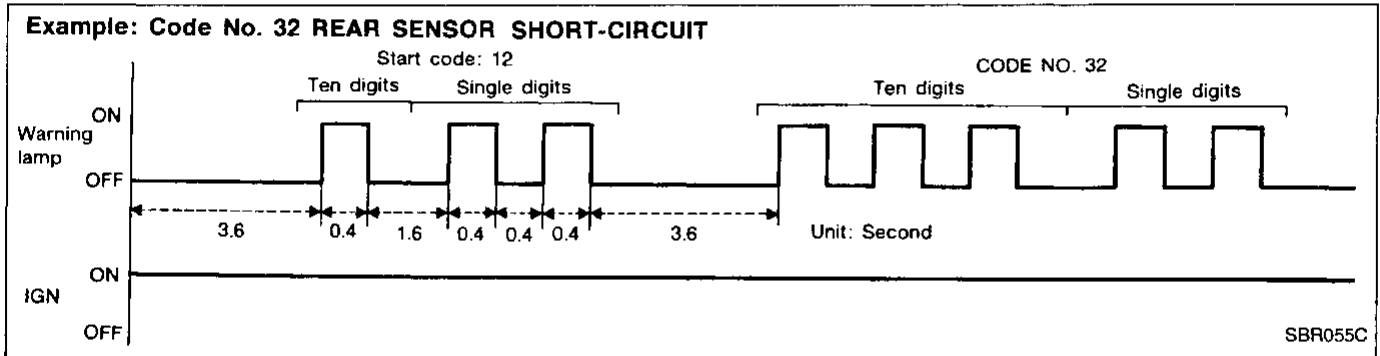 Example: Code No. 32 REAR SENSOR SHORT-CIRCUIT
Start code: 12
CODE NO. 32
Ten digits
Single digits
Ten digits
Single digits
ON
Warning
lamp
OFF
3.6
0.4
1.6
0.4
0.4
0.4
3.6
Unit: Second
ON
IGN
OFF
SBR055C